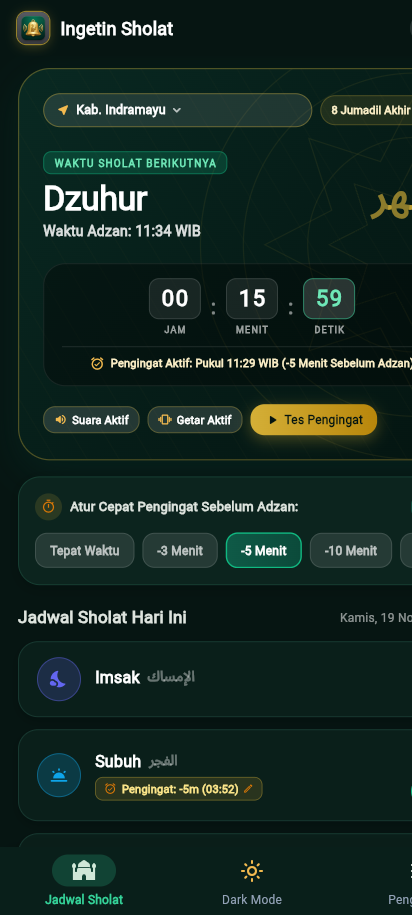 Ingetin Sholat
Kab. Indramayu
8 Jumadil Akhir
WAKTU SHOLAT BERIKUTNYA
Dzuhur
Waktu Adzan: 11:34 WIB
00 : 15 : 59
JAM MENIT DETIK
Pengingat Aktif: Pukul 11:29 WIB (-5 Menit Sebelum Adzan)
Suara Aktif
Getar Aktif
Tes Pengingat
Atur Cepat Pengingat Sebelum Adzan:
Tepat Waktu
-3 Menit
-5 Menit
-10 Menit
Jadwal Sholat Hari Ini
Kamis, 19
Imsak الإمساك
Subuh الفجر
Pengingat: -5m (03:52)
Jadwal Sholat
Dark Mode